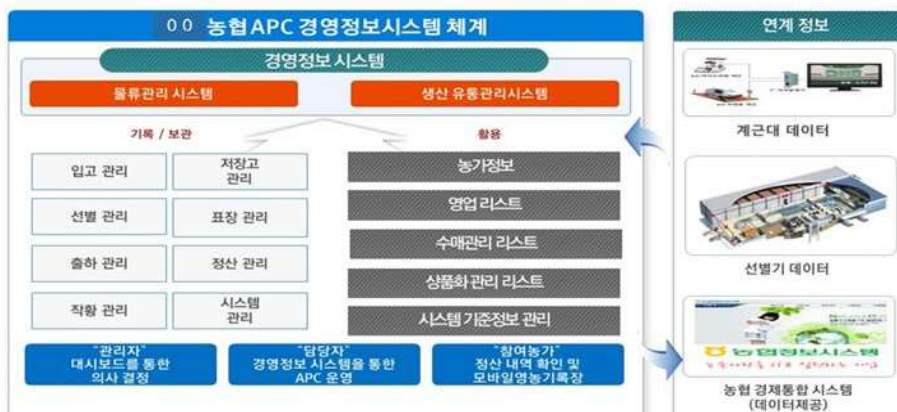 00 농협APC 경영정보시스템 체계
경영정보 시스템
물류관리 시스템
생산 유통관리시스템
기록 / 보관
활용
입고 관리
저장고
관리
선별 관리
표장 관리
출하 관리
정산 관리
작황 관리
시스템
관리
농가정보
영업 리스트
수매관리 리스트
상품화 관리 리스트
시스템 기준정보 관리
"관리자"
대시보드를 통한
의사 결정
"담당자"
경영정보 시스템을 통한
APC 운영
"참여농가"
정산 내역 확인 및
모바일영농기록장
연계 정보
계근대 데이터
선별기 데이터
농협정보시스템
농협 경제통합 시스템
(데이터제공)